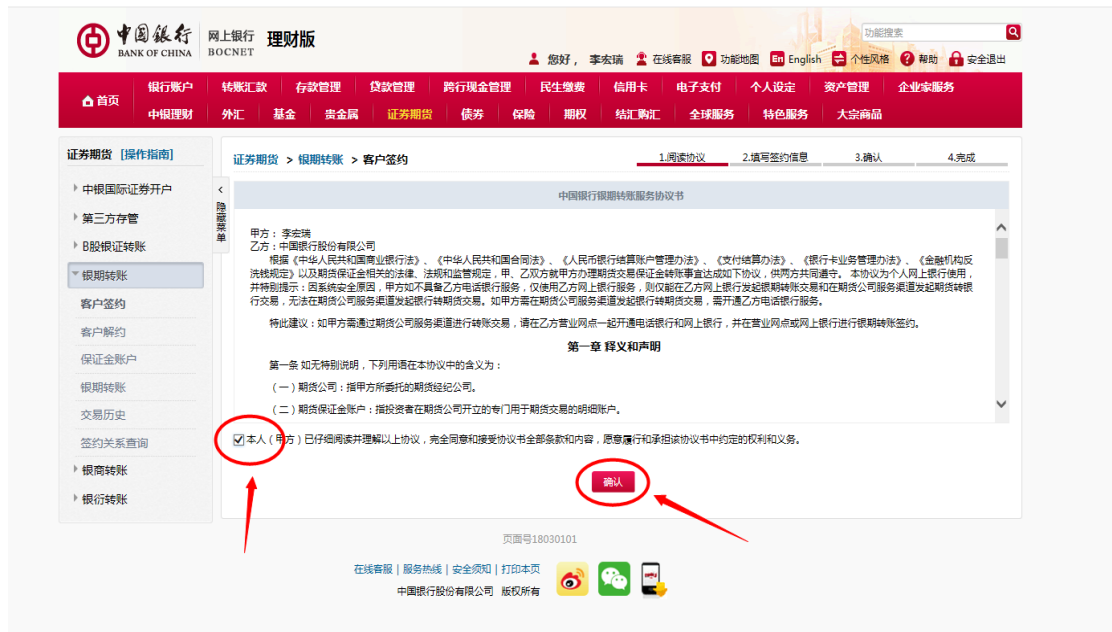 中国银行 网上银行 理财版
BANK OF CHINA BOCNET
功能搜索
您好， 李宏瑞 在线客服 功能地图 En English 个性风格 帮助 安全退出
首页
银行账户 转账汇款 存款管理 贷款管理 跨行现金管理 民生缴费 信用卡 电子支付 个人设定 资产管理 企业家服务
中银理财 外汇 基金 贵金属 证券期货 债券 保险 期权 结汇购汇 全球服务 特色服务 大宗商品
证券期货 [操作指南]
中银国际证券开户
第三方存管
B股银证转账
银期转账
客户签约
客户解约
保证金账户
银期转账
交易历史
签约关系查询
银商转账
银衍转账
隐藏菜单
证券期货 > 银期转账 > 客户签约
1.阅读协议 2.填写签约信息 3.确认 4.完成
中国银行银期转账服务协议书
甲方： 李宏瑞
乙方：中国银行股份有限公司
根据《中华人民共和国商业银行法》、《中华人民共和国合同法》、《人民币银行结算账户管理办法》、《支付结算办法》、《银行卡业务管理办法》、《金融机构反
洗钱规定》以及期货保证金相关的法律、法规和监管规定，甲、乙双方就甲方办理期货交易保证金转账事宜达成如下协议，供两方共同遵守。 本协议为个人网上银行使用，
并特别提示：因系统安全原因，甲方如不具备乙方电话银行服务，仅使用乙方网上银行服务，则仅能在乙方网上银行发起银期转账交易和在期货公司服务渠道发起期货转银
行交易，无法在期货公司服务渠道发起银行转期货交易。如甲方需在期货公司服务渠道发起银行转期货交易，需开通乙方电话银行服务。
特此建议：如甲方需通过期货公司服务渠道进行转账交易，请在乙方营业网点一起开通电话银行和网上银行，并在营业网点或网上银行进行银期转账签约。
第一章 释义和声明
第一条 如无特别说明，下列用语在本协议中的含义为：
（一）期货公司：指甲方所委托的期货经纪公司。
（二）期货保证金账户：指投资者在期货公司开立的专门用于期货交易的明细账户。
本人（甲方）已仔细阅读并理解以上协议，完全同意和接受协议书全部条款和内容，愿意履行和承担该协议书中约定的权利和义务。
确认
页面号18030101
在线客服 | 服务热线 | 安全须知 | 打印本页
中国银行股份有限公司 版权所有